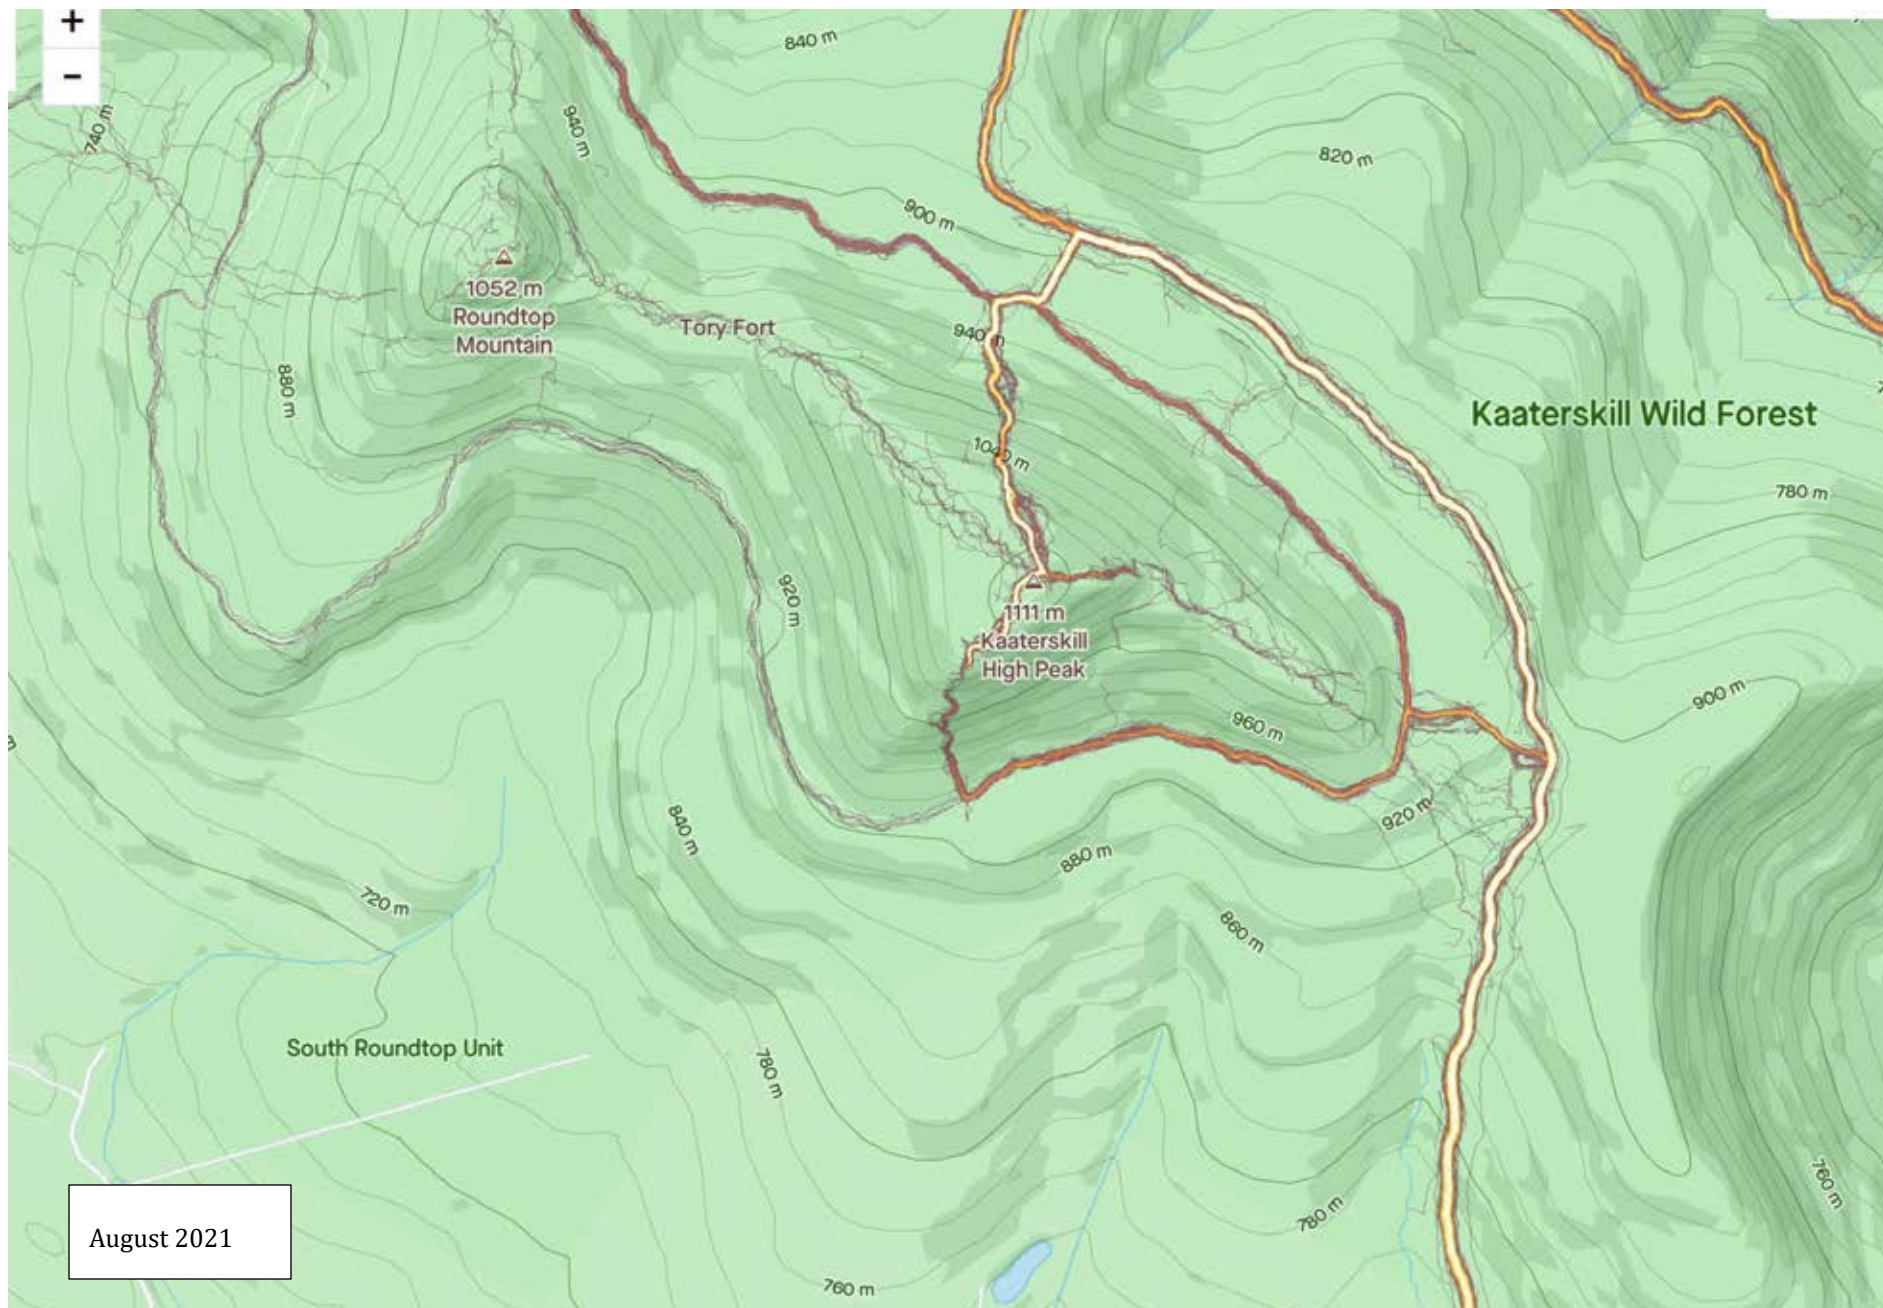 +
840 m
−
740 m
940 m
820 m
900 m
1052 m
Roundtop
Mountain
Tory Fort
940 m
880 m
Kaaterskill Wild Forest
1040 m
780 m
920 m
1111 m
Kaaterskill
High Peak
900 m
960 m
920 m
840 m
880 m
720 m
860 m
South Roundtop Unit
780 m
760 m
780 m
August 2021
760 m